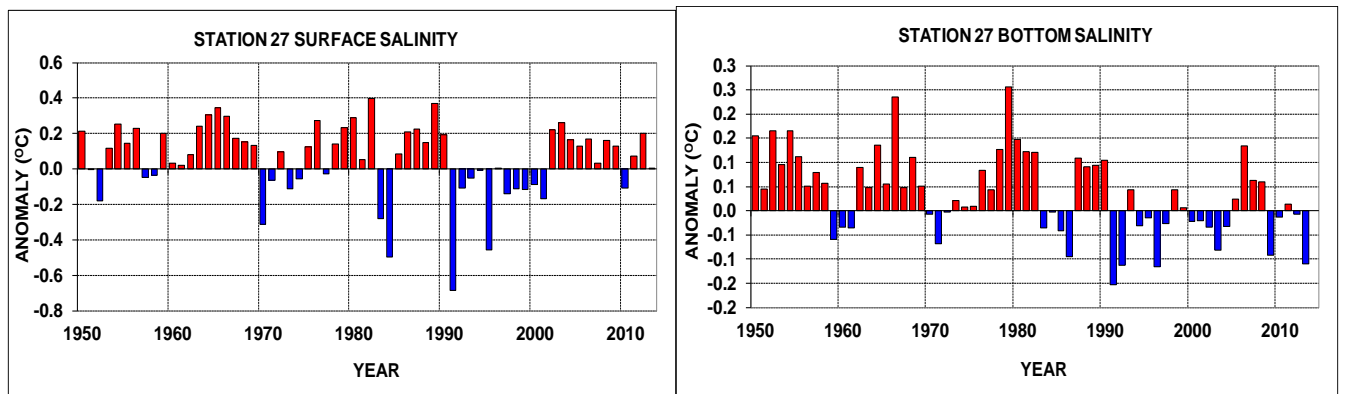 STATION 27 SURFACE SALINITY
0.6
0.4
0.2
0.0
-0.2
-0.4
-0.6
-0.8
ANOMALY (ºC)
1950 1960 1970 1980 1990 2000 2010
YEAR
STATION 27 BOTTOM SALINITY
0.3
0.2
0.2
0.1
0.1
0.0
-0.1
-0.1
-0.2
-0.2
ANOMALY (ºC)
1950 1960 1970 1980 1990 2000 2010
YEAR